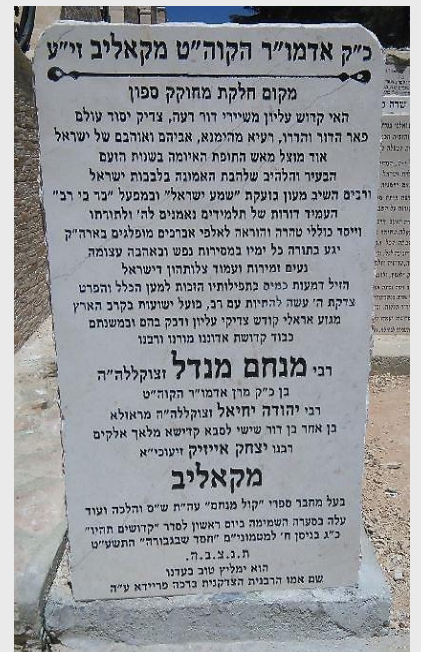 כ"ק אדמו"ר הקוה"ט מקאליב זי"ע
מקום חלקת מחוקק ספון
האי קדוש עליון משיירי דור דעה, צדיק יסוד עולם
פאר הדור והדרו, רעיא מהימנא, אביהם ואורבם של ישראל
אוד מוצל מאש התופת האיומה בשנות הזעם
הבעיר והלהיב שלהבת האמונה בלבבות ישראל
ורבים השיב מעון בזעקת "שמע ישראל" ובמפעל "בר בי רב"
העמיד דורות של תלמידים נאמנים לה' ולתורתו
וייסד כוללי טהרה והוראה לאלפי אברכים מופלגים בארה"ק
יגע בתורה כל ימיו במסירות נפש ובאהבה עצומה
נעים זמירות ועמוד צלותהון דישראל
הזיל דמעות כמים בתפילותיו הזכות למען הכלל והפרט
צדקת ה' עשה להחיות עם רב, פועל ישועות בקרב הארץ
מגזע אראלי קודש צדיקי עליון ודבק בהם ובמשנתם
כבוד קדושת אדוננו מורנו ורבנו
רבי מנחם מנדל זצוקללה"ה
בן כ"ק מרן אדמו"ר הקוה"ט
רבי יהודה יחיאל זצוקללה"ה מראולא
בן אחר בן דור שישי לסבא קדישא מלאך אלקים
רבנו יצחק אייזיק זיעוכי"א
מקאליב
בעל מחבר ספרי "קול מנחם" עה"ת ש"ס והלכה ועוד
עלה בסערה השמימה ביום ראשון לסדר "קדושים תהיו"
כ"ג בניסן ח' למטמוני"ם "חסד שבגבורה" התשע"ט
ת.נ.צ.ב.ה.
הוא ימליץ טוב בעדנו
שם אמו הרבנית הצדקנית ברכה פריידא ע"ה